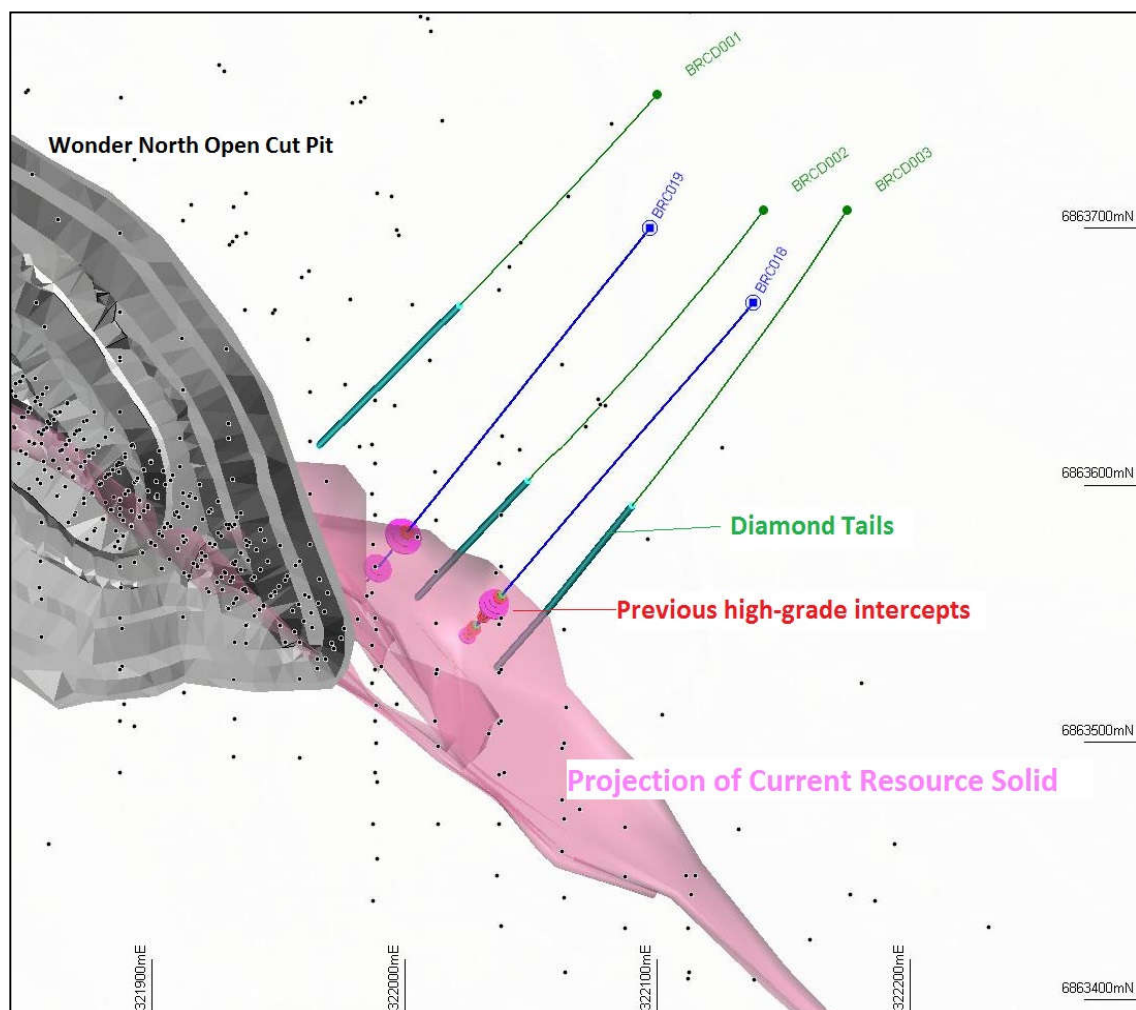 BRCD001
Wonder North Open Cut Pit
BRCD002
BRCD003
BRC019
6863700mN
BRC018
6863600mN
Diamond Tails
Previous high-grade intercepts
6863500mN
Projection of Current Resource Solid
321900mE
322000mE
322100mE
322200mE
6863400mN